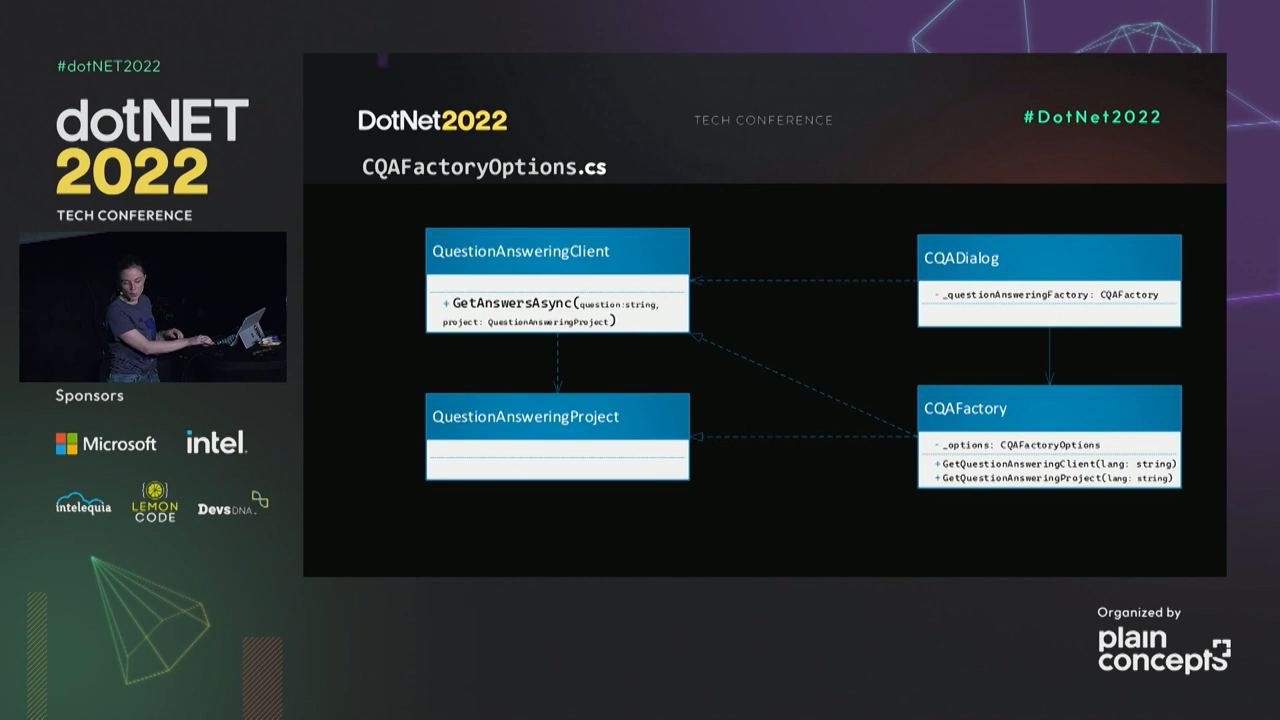 #dotNET2022
dotNET
2022
TECH CONFERENCE
Sponsors
Microsoft
intel.
intelequia
LEMON
CODE
DevsDNA.
DotNet2022
TECH CONFERENCE
#DotNet2022
CQAFactoryOptions.cs
QuestionAnsweringClient
+ GetAnswersAsync(question:string,
project: QuestionAnsweringProject)
QuestionAnsweringProject
CQADialog
- _questionAnsweringFactory: CQAFactory
CQAFactory
- _options: CQAFactoryOptions
+ GetQuestionAnsweringClient(lang: string)
+ GetQuestionAnsweringProject(lang: string)
Organized by
plain
concepts